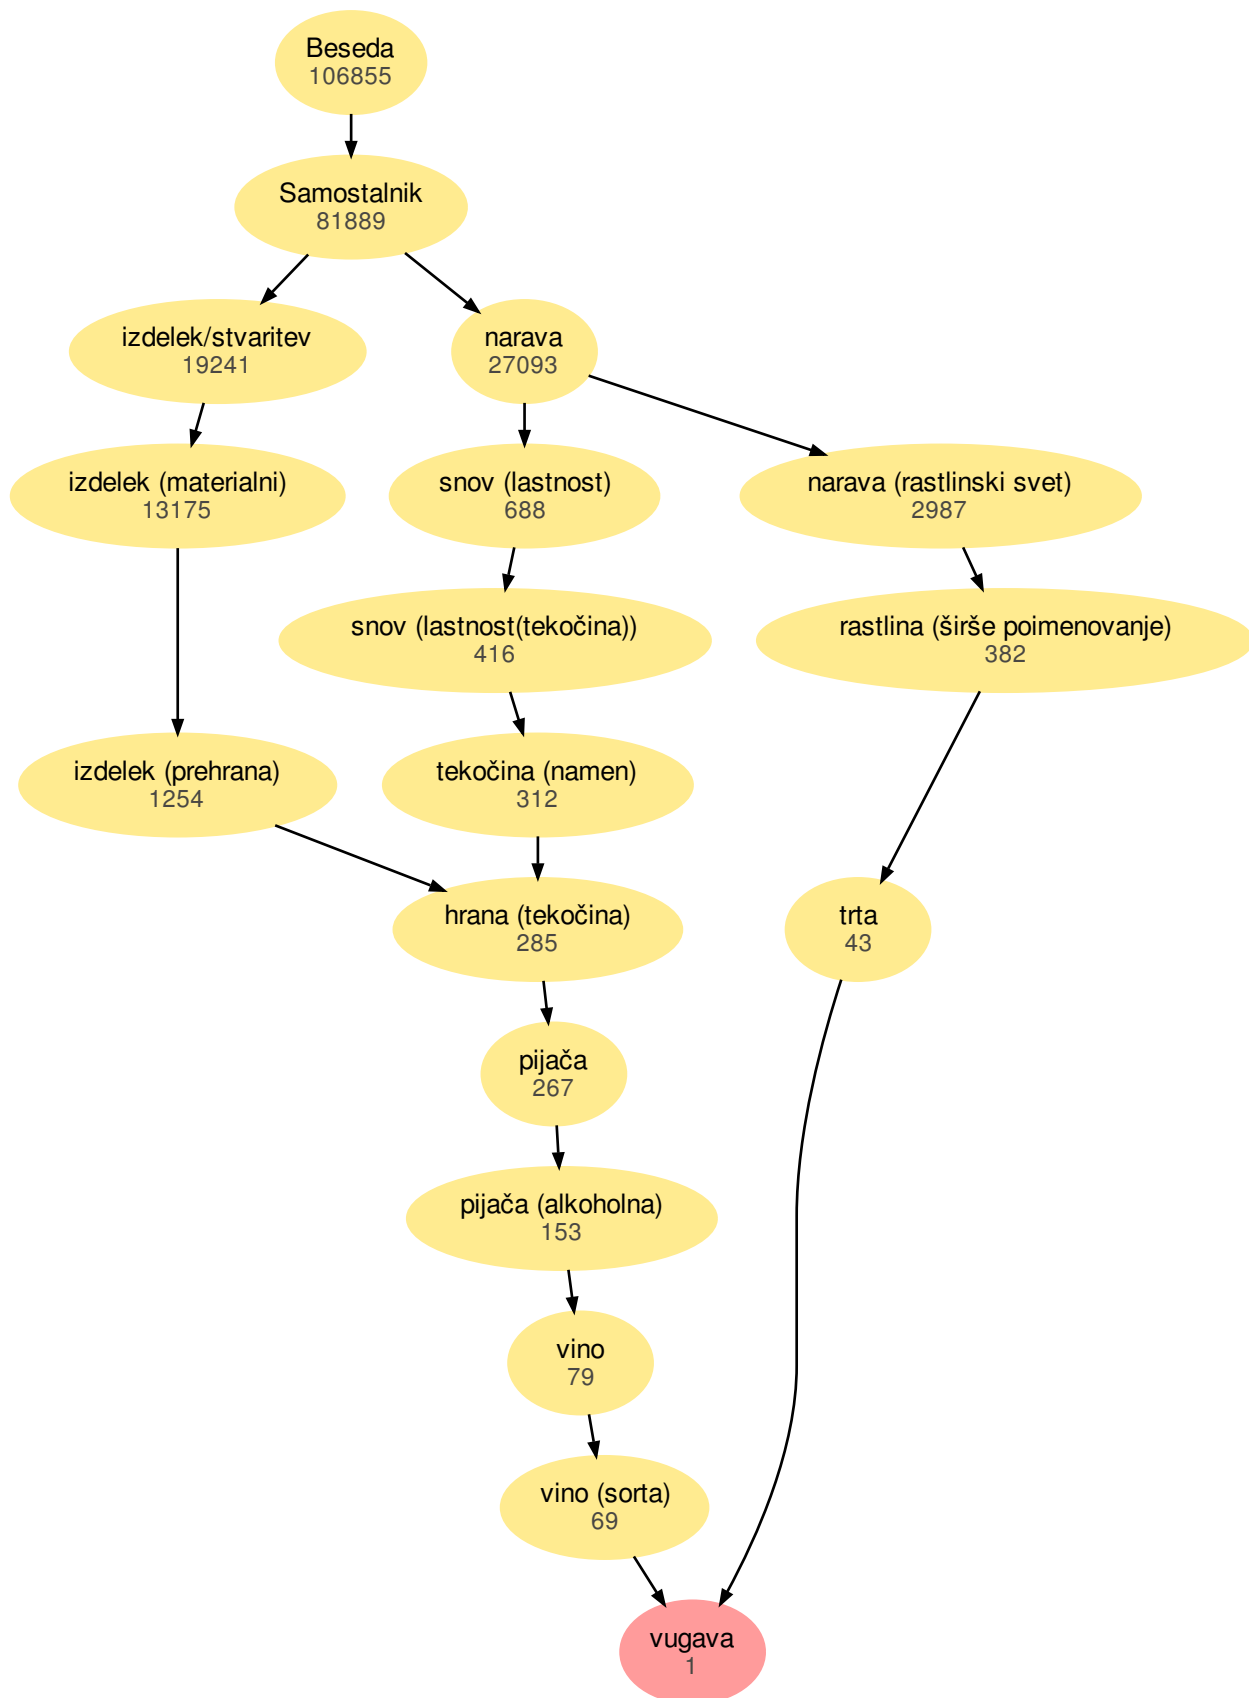 Beseda
106855
Samostalnik
81889
izdelek/stvaritev
19241
narava
27093
izdelek (materialni)
13175
snov (lastnost)
688
narava (rastlinski svet)
2987
snov (lastnost(tekočina))
416
rastlina (širše poimenovanje)
382
izdelek (prehrana)
1254
tekočina (namen)
312
hrana (tekočina)
285
trta
43
pijača
267
pijača (alkoholna)
153
vino
79
vino (sorta)
69
vugava
1